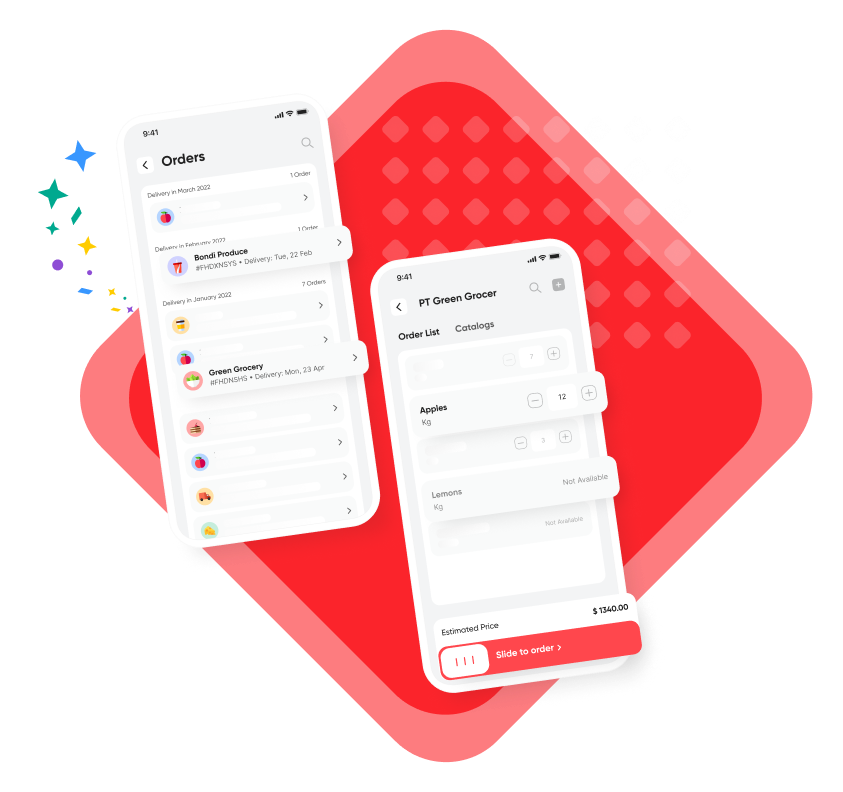 9:41
Orders
Delivery in March 2022
1 Order
Delivery in February 2022
1 Order
Bondi Produce
#FHDXNSYS • Delivery: Tue, 22 Feb
Delivery in January 2022
7 Orders
Green Grocery
#FHDNSHS • Delivery: Mon, 23 Apr
9:41
PT Green Grocer
Order List
Catalogs
Apples
Kg
12
3
Lemons
Kg
Not Available
Not Available
Estimated Price
$ 1340.00
Slide to order